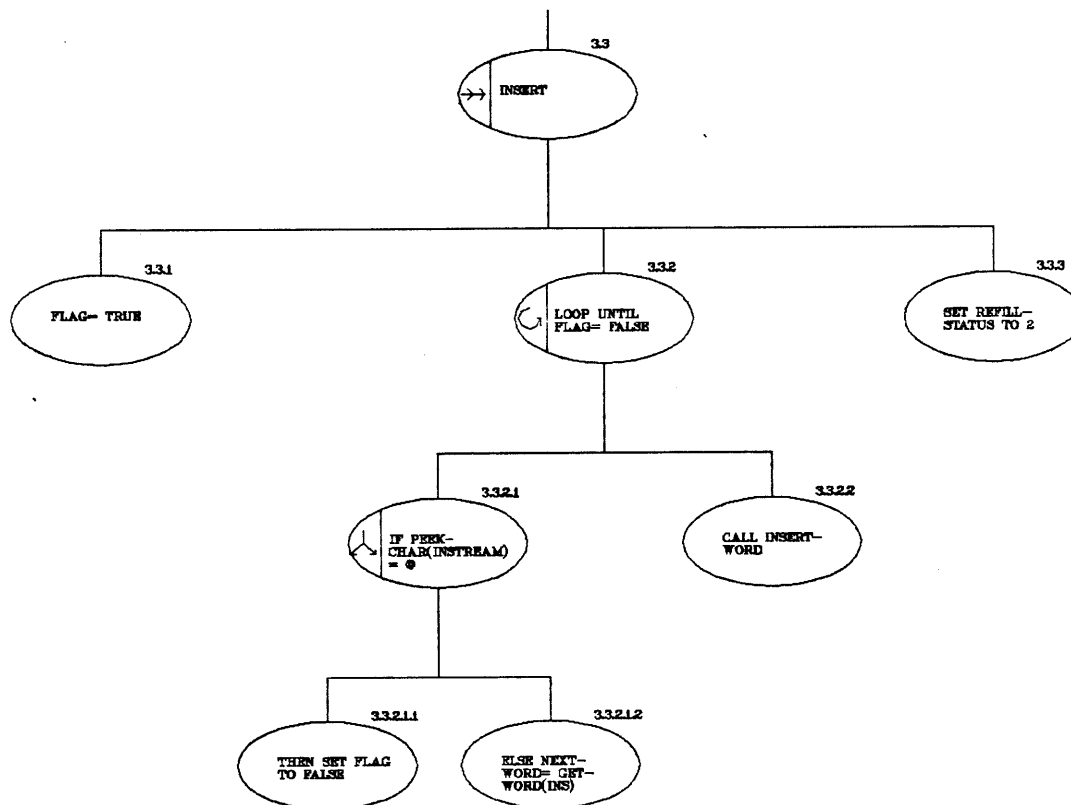 3.3
INSERT
3.3.1
FLAG= TRUE
3.3.2
LOOP UNTIL
FLAG= FALSE
3.3.3
SET REFILL-
STATUS TO 2
3.3.2.1
IF PEEK-
CHAR(INSTREAM)
= @
3.3.2.2
CALL INSERT-
WORD
3.3.2.1.1
THEN SET FLAG
TO FALSE
3.3.2.1.2
ELSE NEXT-
WORD= GET-
WORD(INS)